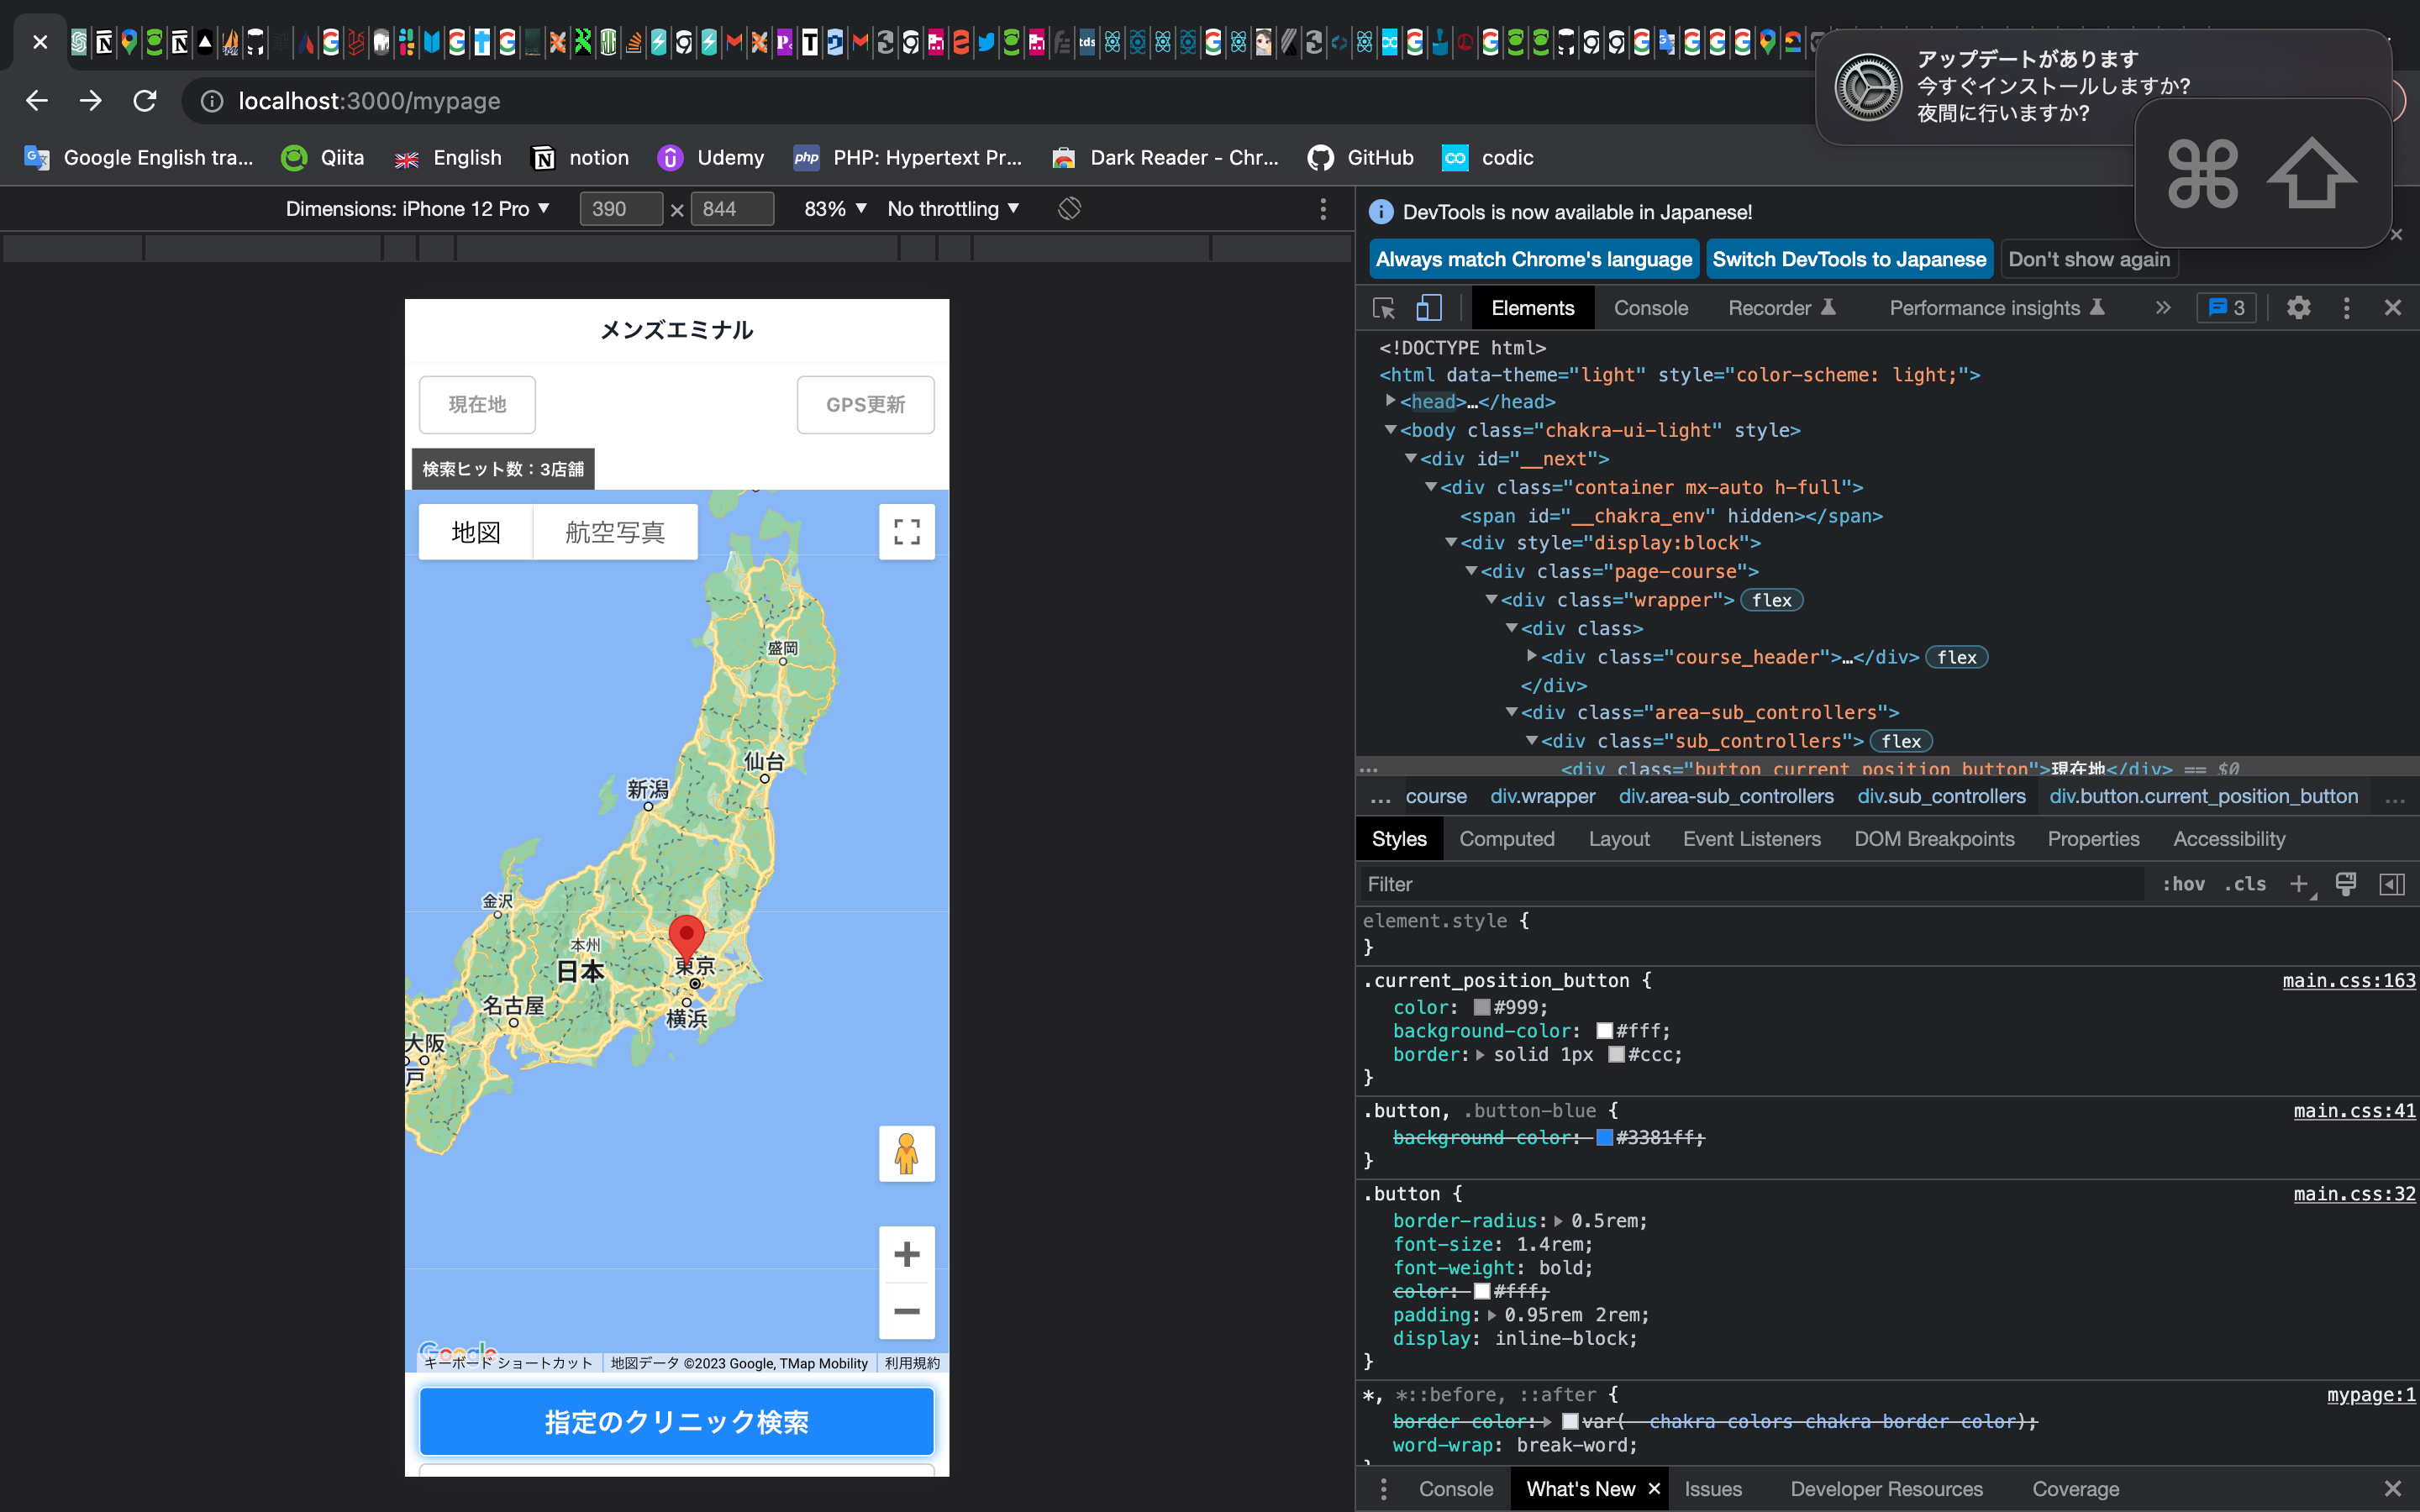 アップデートがあります
今すぐインストールしますか?
夜間に行いますか?
localhost:3000/mypage
Google English tra...
Qiita
English
notion
Udemy
PHP: Hypertext Pr...
Dark Reader - Chr...
GitHub
codic
Dimensions: iPhone 12 Pro ▼
390 × 844
83% ▼
No throttling ▼
DevTools is now available in Japanese!
Always match Chrome's language
Switch DevTools to Japanese
Don't show again
Elements
Console
Recorder
Performance insights
3
メンズエミナル
現在地
GPS更新
検索ヒット数：3店舗
地図
航空写真
盛岡
仙台
新潟
金沢
本州
日本
東京
名古屋
横浜
大阪
戸
Google
キーボード ショートカット
地図データ ©2023 Google, TMap Mobility
利用規約
指定のクリニック検索
<!DOCTYPE html>
<html data-theme="light" style="color-scheme: light;">
<head>…</head>
<body class="chakra-ui-light" style>
<div id="__next">
<div class="container mx-auto h-full">
<span id="__chakra_env" hidden></span>
<div style="display:block">
<div class="page-course">
<div class="wrapper"> flex
<div class>
<div class="course_header">…</div> flex
</div>
<div class="area-sub_controllers">
<div class="sub_controllers"> flex
<div class="button current_position_button">現在地</div> == $0
... course div.wrapper div.area-sub_controllers div.sub_controllers div.button.current_position_button ...
Styles
Computed
Layout
Event Listeners
DOM Breakpoints
Properties
Accessibility
Filter
:hov .cls +
element.style {
}
.current_position_button { main.css:163
color: #999;
background-color: #fff;
border: solid 1px #ccc;
}
.button, .button-blue { main.css:41
background-color: #3381ff;
}
.button { main.css:32
border-radius: 0.5rem;
font-size: 1.4rem;
font-weight: bold;
color: #fff;
padding: 0.95rem 2rem;
display: inline-block;
}
*, *::before, ::after { mypage:1
border-color: var(--chakra-colors-chakra-border-color);
word-wrap: break-word;
Console
What's New
Issues
Developer Resources
Coverage